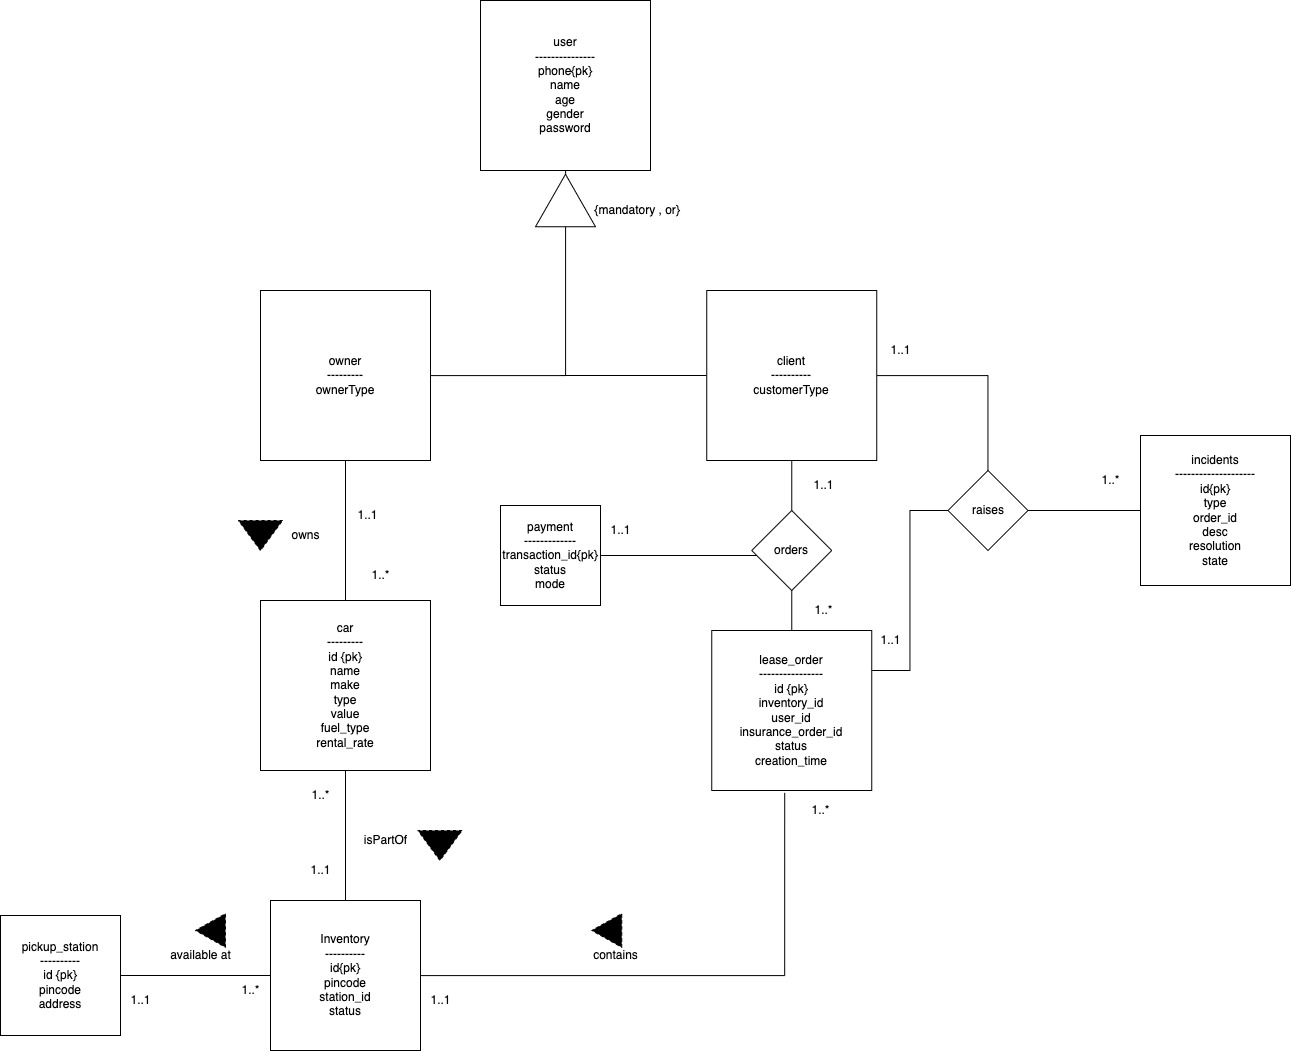 user
---------------
phone{pk}
name
age
gender
password
{mandatory , or}
owner
---------
ownerType
client
----------
customerType
1..1
incidents
--------------------
id{pk}
type
order_id
desc
resolution
state
1..*
raises
1..1
payment
-------------
transaction_id{pk}
status
mode
1..1
orders
1..*
1..1
owns
1..*
car
---------
id {pk}
name
make
type
value
fuel_type
rental_rate
lease_order
----------------
id {pk}
inventory_id
user_id
insurance_order_id
status
creation_time
1..1
1..*
1..*
isPartOf
1..1
pickup_station
----------
id {pk}
pincode
address
available at
1..1
1..*
Inventory
----------
id{pk}
pincode
station_id
status
contains
1..1